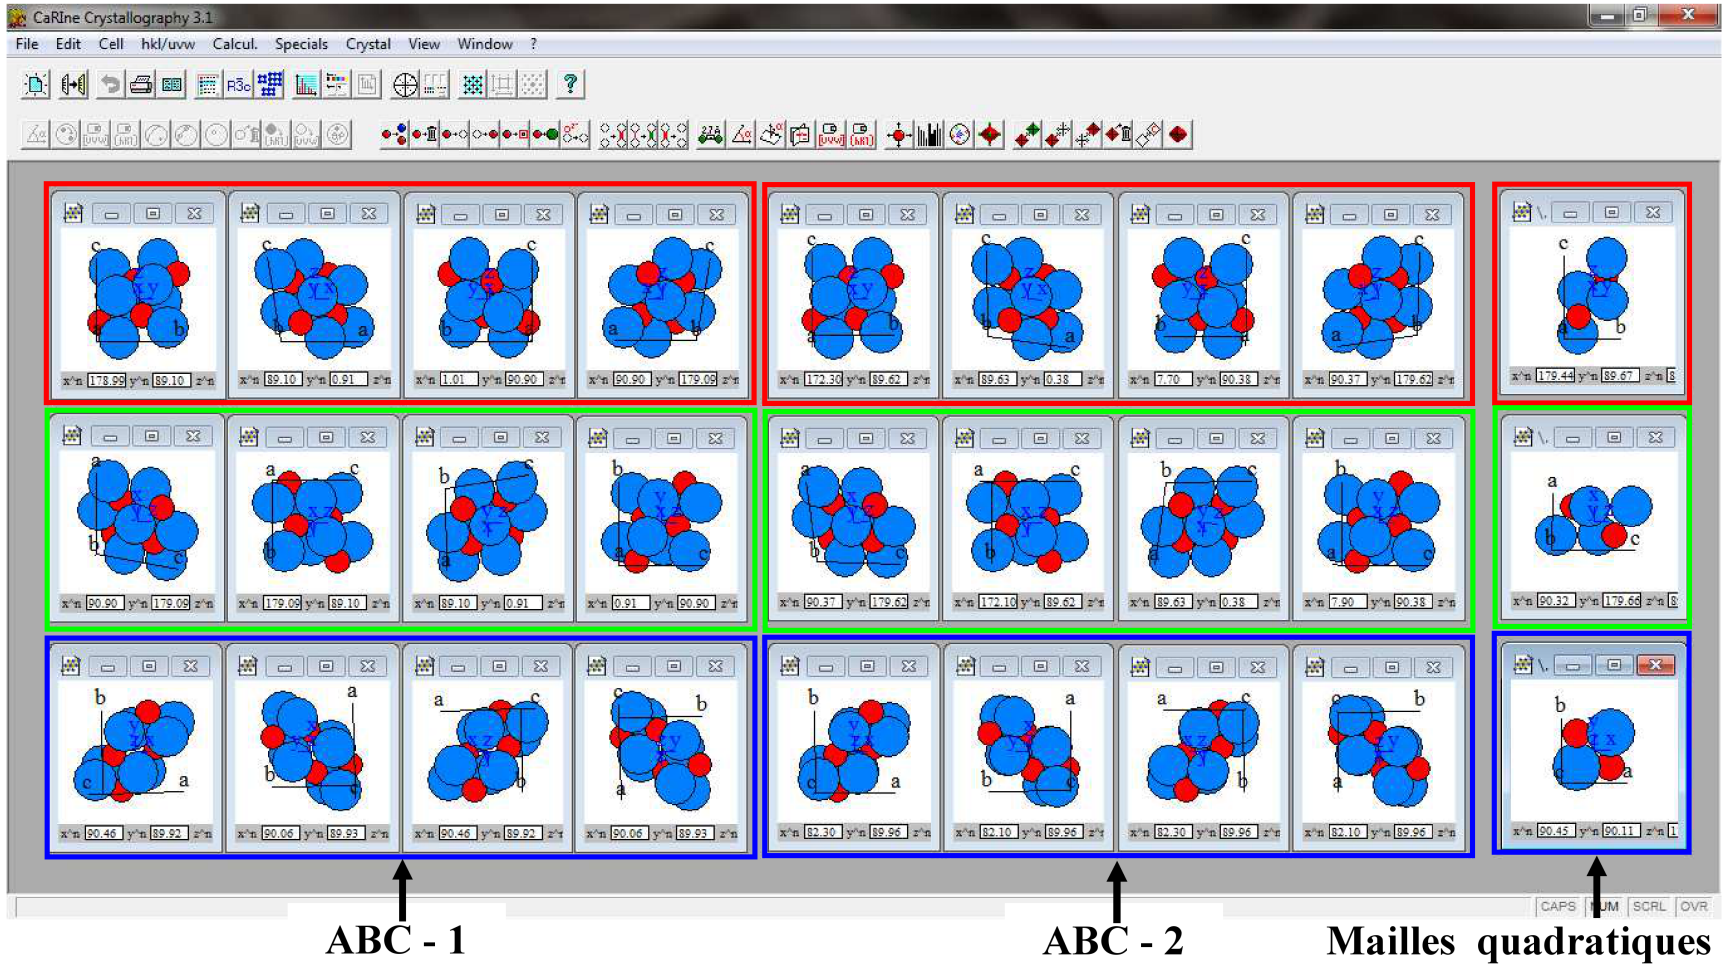 CaRIne Crystallography 3.1
File Edit Cell hkl/uvw Calcul. Specials Crystal View Window ?
R3c
c a b x^n 178.99 y^n 89.10 z^n
c b a x^n 89.10 y^n 0.91 z^n
c b a x^n 1.01 y^n 90.90 z^n
c a b x^n 90.90 y^n 179.09 z^n
c a b x^n 172.30 y^n 89.62 z^n
c b a x^n 89.63 y^n 0.38 z^n
c b a x^n 7.70 y^n 90.38 z^n
c a b x^n 90.37 y^n 179.62 z^n
c a b x^n 179.44 y^n 89.67 z^n 8
a b c x^n 90.90 y^n 179.09 z^n
a c b x^n 179.09 y^n 89.10 z^n
b c a x^n 89.10 y^n 0.91 z^n
b a c x^n 0.91 y^n 90.90 z^n
a b c x^n 90.37 y^n 179.62 z^n
a c b x^n 172.10 y^n 89.62 z^n
b c a x^n 89.63 y^n 0.38 z^n
b a c x^n 7.90 y^n 90.38 z^n
a b c x^n 90.32 y^n 179.66 z^n
b c a x^n 90.46 y^n 89.92 z^n
a b c x^n 90.06 y^n 89.93 z^n
a c b x^n 90.46 y^n 89.92 z^n
c b a x^n 90.06 y^n 89.93 z^n
b c a x^n 82.30 y^n 89.96 z^n
a b c x^n 82.10 y^n 89.96 z^n
a c b x^n 82.30 y^n 89.96 z^n
c b a x^n 82.10 y^n 89.96 z^n
b c a x^n 90.45 y^n 90.11 z^n 1
CAPS NUM SCRL OVR
ABC - 1 ABC - 2 Mailles quadratiques